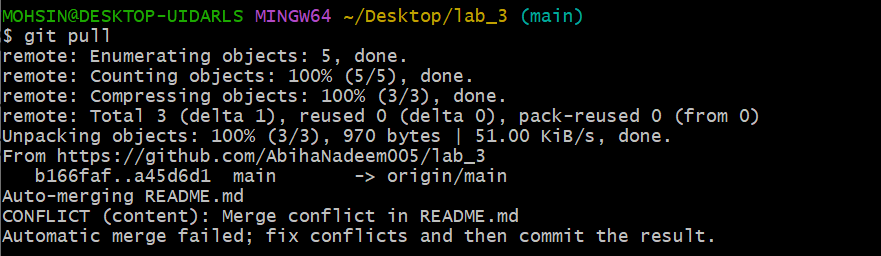 MOHSIN@DESKTOP-UIDARLS MINGW64 ~/Desktop/lab_3 (main)
$ git pull
remote: Enumerating objects: 5, done.
remote: Counting objects: 100% (5/5), done.
remote: Compressing objects: 100% (3/3), done.
remote: Total 3 (delta 1), reused 0 (delta 0), pack-reused 0 (from 0)
Unpacking objects: 100% (3/3), 970 bytes | 51.00 KiB/s, done.
From https://github.com/AbihaNadeem005/lab_3
   b166faf..a45d6d1  main       -> origin/main
Auto-merging README.md
CONFLICT (content): Merge conflict in README.md
Automatic merge failed; fix conflicts and then commit the result.